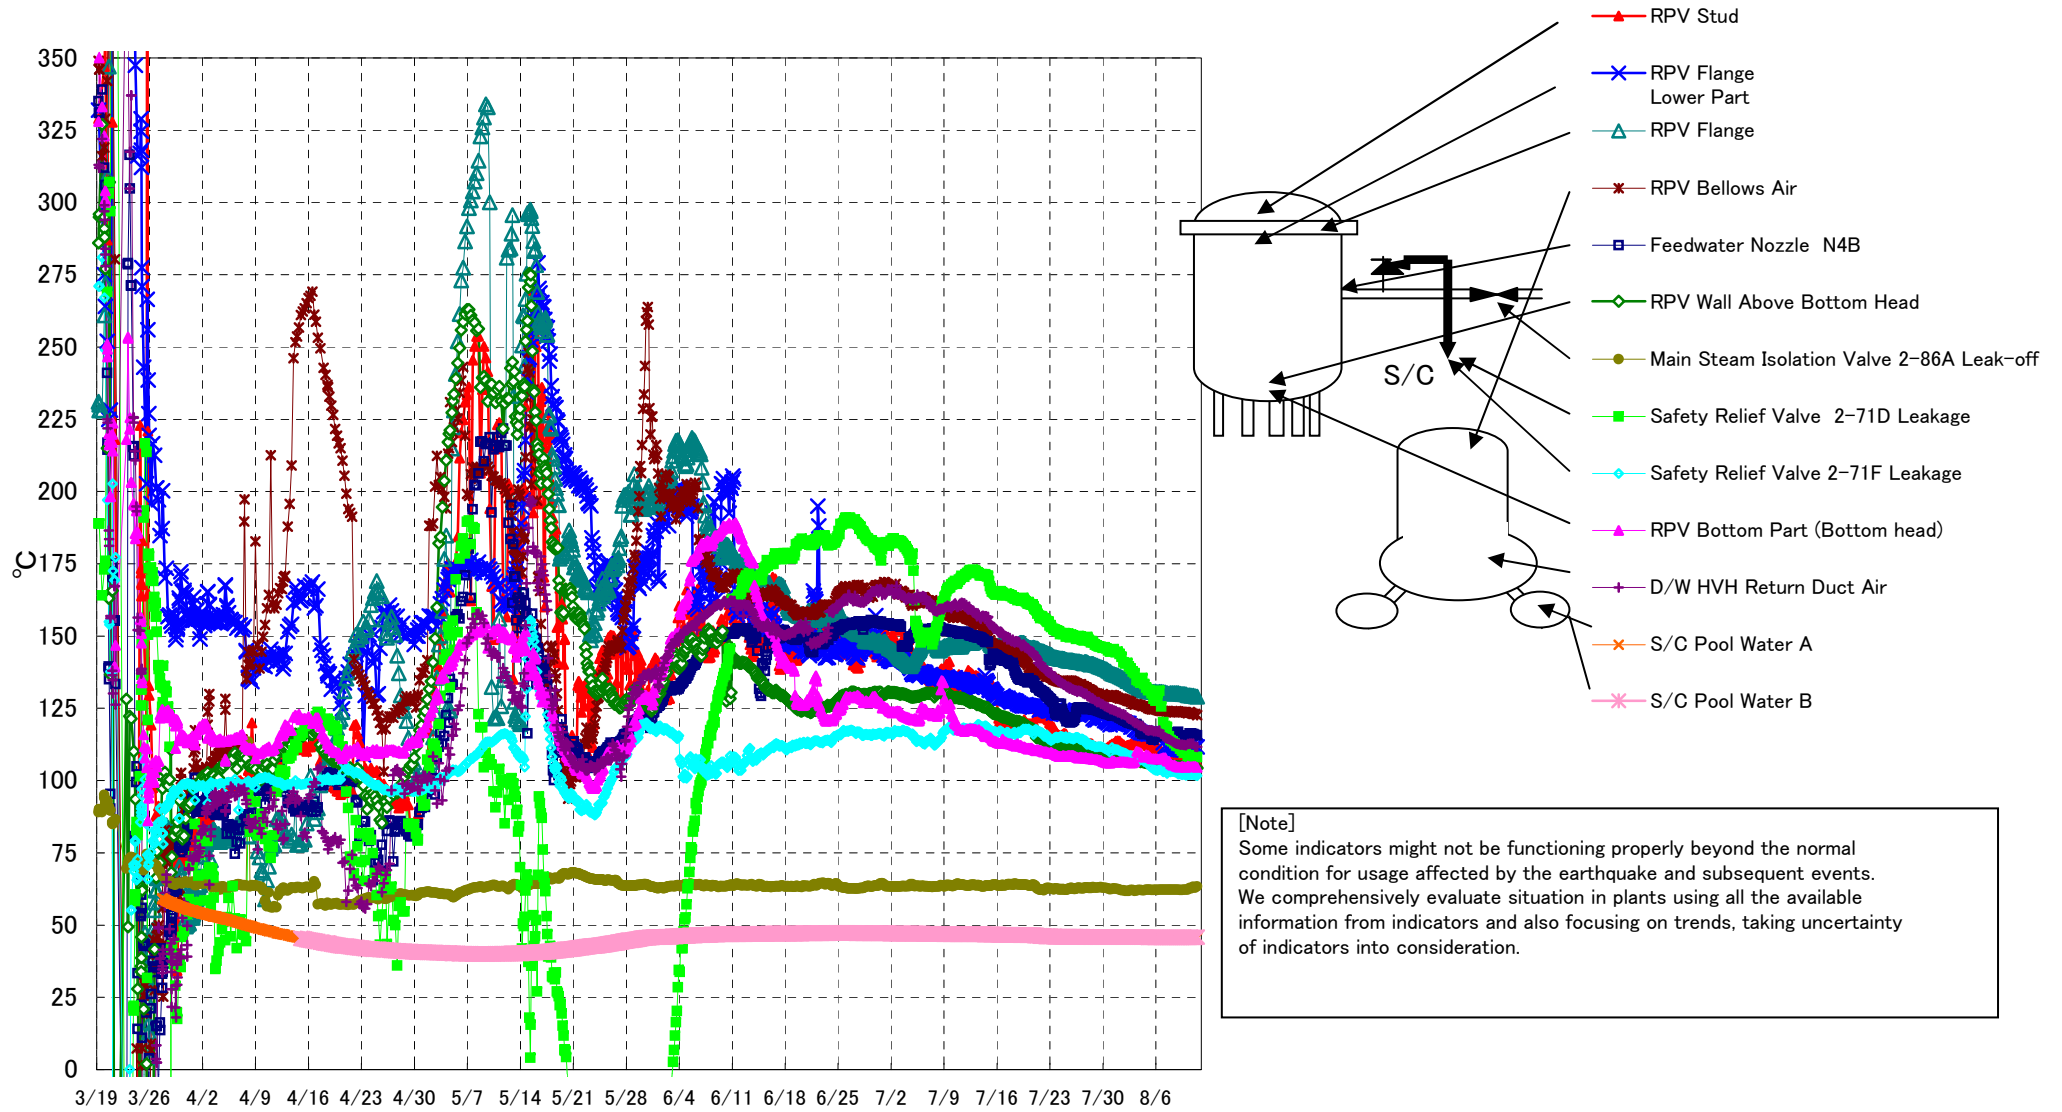 RPV Stud
RPV Flange
Lower Part
RPV Flange
RPV Bellows Air
Feedwater Nozzle N4B
RPV Wall Above Bottom Head
Main Steam Isolation Valve 2-86A Leak-off
Safety Relief Valve 2-71D Leakage
Safety Relief Valve 2-71F Leakage
RPV Bottom Part (Bottom head)
D/W HVH Return Duct Air
S/C Pool Water A
S/C Pool Water B
350
325
300
275
250
225
200
175
150
125
100
75
50
25
0
℃
3/19 3/26 4/2 4/9 4/16 4/23 4/30 5/7 5/14 5/21 5/28 6/4 6/11 6/18 6/25 7/2 7/9 7/16 7/23 7/30 8/6
S/C
[Note]
Some indicators might not be functioning properly beyond the normal
condition for usage affected by the earthquake and subsequent events.
We comprehensively evaluate situation in plants using all the available
information from indicators and also focusing on trends, taking uncertainty
of indicators into consideration.